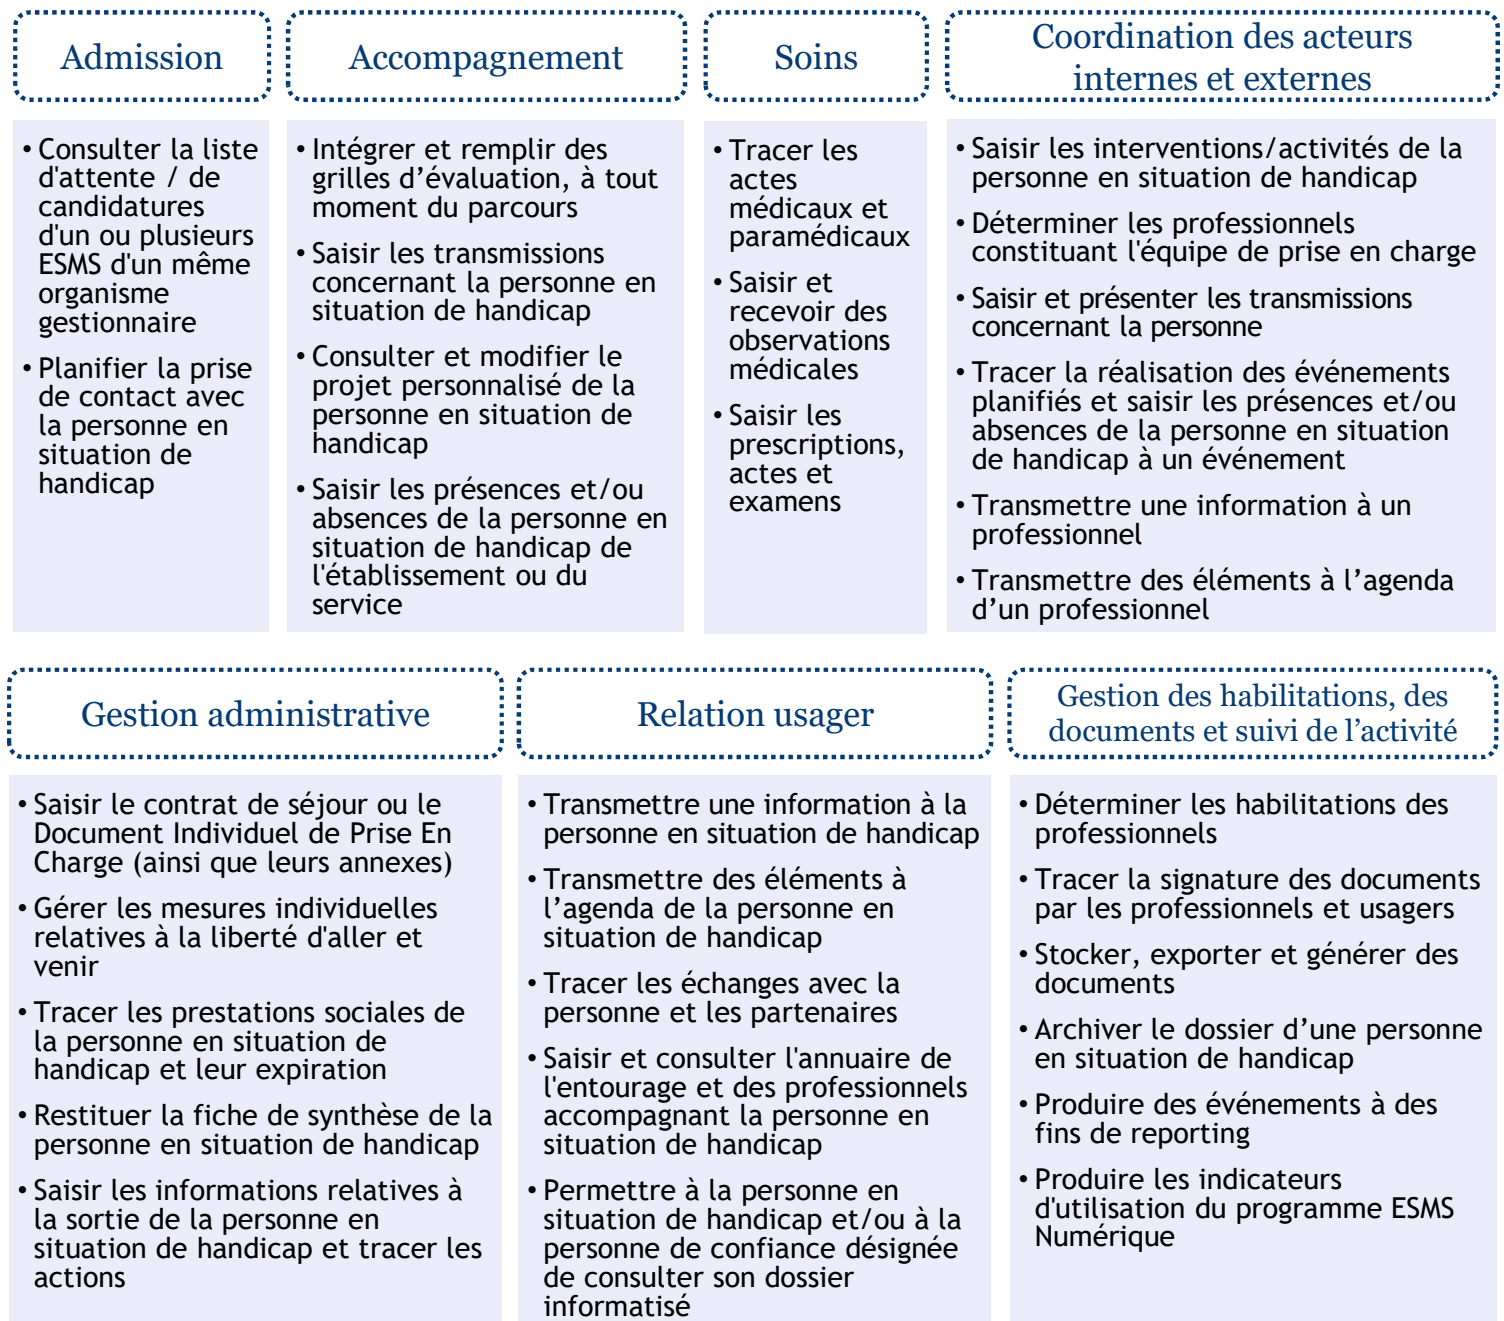 Admission
• Consulter la liste
d'attente / de
candidatures
d'un ou plusieurs
ESMS d'un même
organisme
gestionnaire
• Planifier la prise
de contact avec
la personne en
situation de
handicap
Accompagnement
• Intégrer et remplir des
grilles d’évaluation, à tout
moment du parcours
• Saisir les transmissions
concernant la personne en
situation de handicap
• Consulter et modifier le
projet personnalisé de la
personne en situation de
handicap
• Saisir les présences et/ou
absences de la personne en
situation de handicap de
l'établissement ou du
service
Soins
• Tracer les
actes
médicaux et
paramédicaux
• Saisir et
recevoir des
observations
médicales
• Saisir les
prescriptions,
actes et
examens
Coordination des acteurs
internes et externes
• Saisir les interventions/activités de la
personne en situation de handicap
• Déterminer les professionnels
constituant l'équipe de prise en charge
• Saisir et présenter les transmissions
concernant la personne
• Tracer la réalisation des événements
planifiés et saisir les présences et/ou
absences de la personne en situation
de handicap à un événement
• Transmettre une information à un
professionnel
• Transmettre des éléments à l’agenda
d’un professionnel
Gestion administrative
• Saisir le contrat de séjour ou le
Document Individuel de Prise En
Charge (ainsi que leurs annexes)
• Gérer les mesures individuelles
relatives à la liberté d'aller et
venir
• Tracer les prestations sociales de
la personne en situation de
handicap et leur expiration
• Restituer la fiche de synthèse de la
personne en situation de handicap
• Saisir les informations relatives à
la sortie de la personne en
situation de handicap et tracer les
actions
Relation usager
• Transmettre une information à la
personne en situation de handicap
• Transmettre des éléments à
l’agenda de la personne en
situation de handicap
• Tracer les échanges avec la
personne et les partenaires
• Saisir et consulter l'annuaire de
l'entourage et des professionnels
accompagnant la personne en
situation de handicap
• Permettre à la personne en
situation de handicap et/ou à la
personne de confiance désignée
de consulter son dossier
informatisé
Gestion des habilitations, des
documents et suivi de l’activité
• Déterminer les habilitations des
professionnels
• Tracer la signature des documents
par les professionnels et usagers
• Stocker, exporter et générer des
documents
• Archiver le dossier d’une personne
en situation de handicap
• Produire des événements à des
fins de reporting
• Produire les indicateurs
d'utilisation du programme ESMS
Numérique